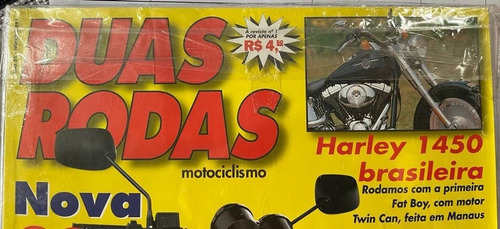 DUAS
RODAS
motociclismo
A revista nº 1
POR APENAS
R$ 4,50
Harley 1450
brasileira
Rodamos com a primeira
Fat Boy, com motor
Twin Cam, feita em Manaus
Nova